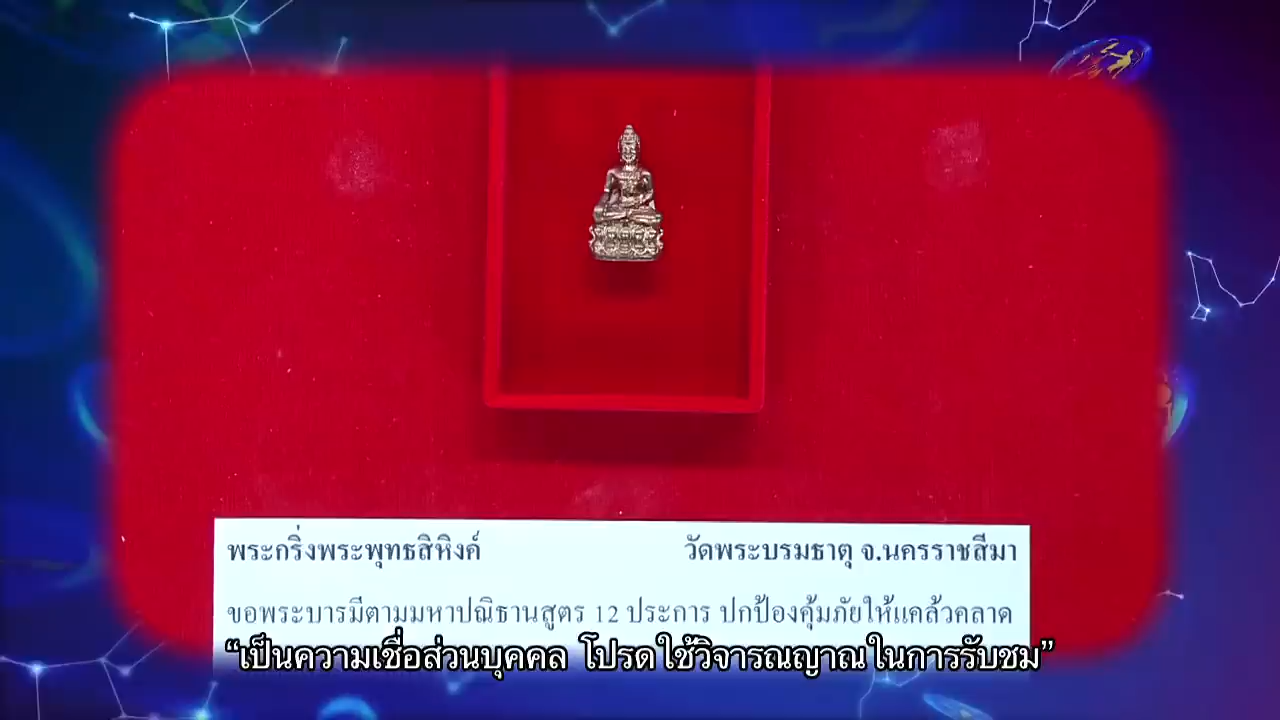 พระกริ่งพระพุทธสิหิงค์ วัดพระบรมธาตุ จ.นครราชสีมา
ขอพระบารมีตามมหาปณิธานสูตร 12 ประการ ปกป้องคุ้มภัยให้แคล้วคลาด
“เป็นความเชื่อส่วนบุคคล โปรดใช้วิจารณญาณในการรับชม”